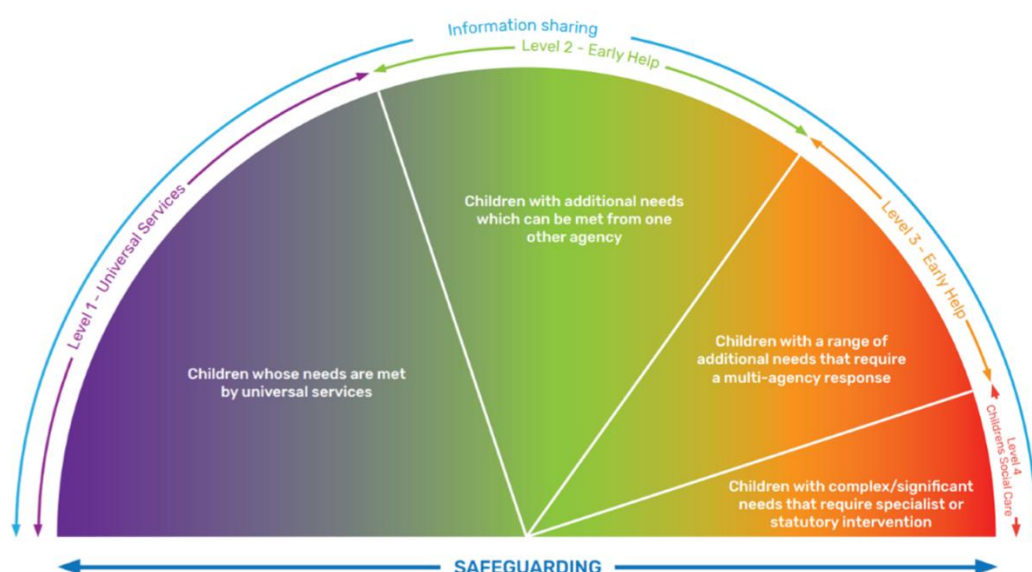 Information sharing
Level 2 - Early Help
Level 1 - Universal Services
Level 3 - Early Help
Level 4
Childrens Social Care
Children with additional needs
which can be met from one
other agency
Children whose needs are met
by universal services
Children with a range of
additional needs that require
a multi-agency response
Children with complex/significant
needs that require specialist or
statutory intervention
SAFEGUARDING